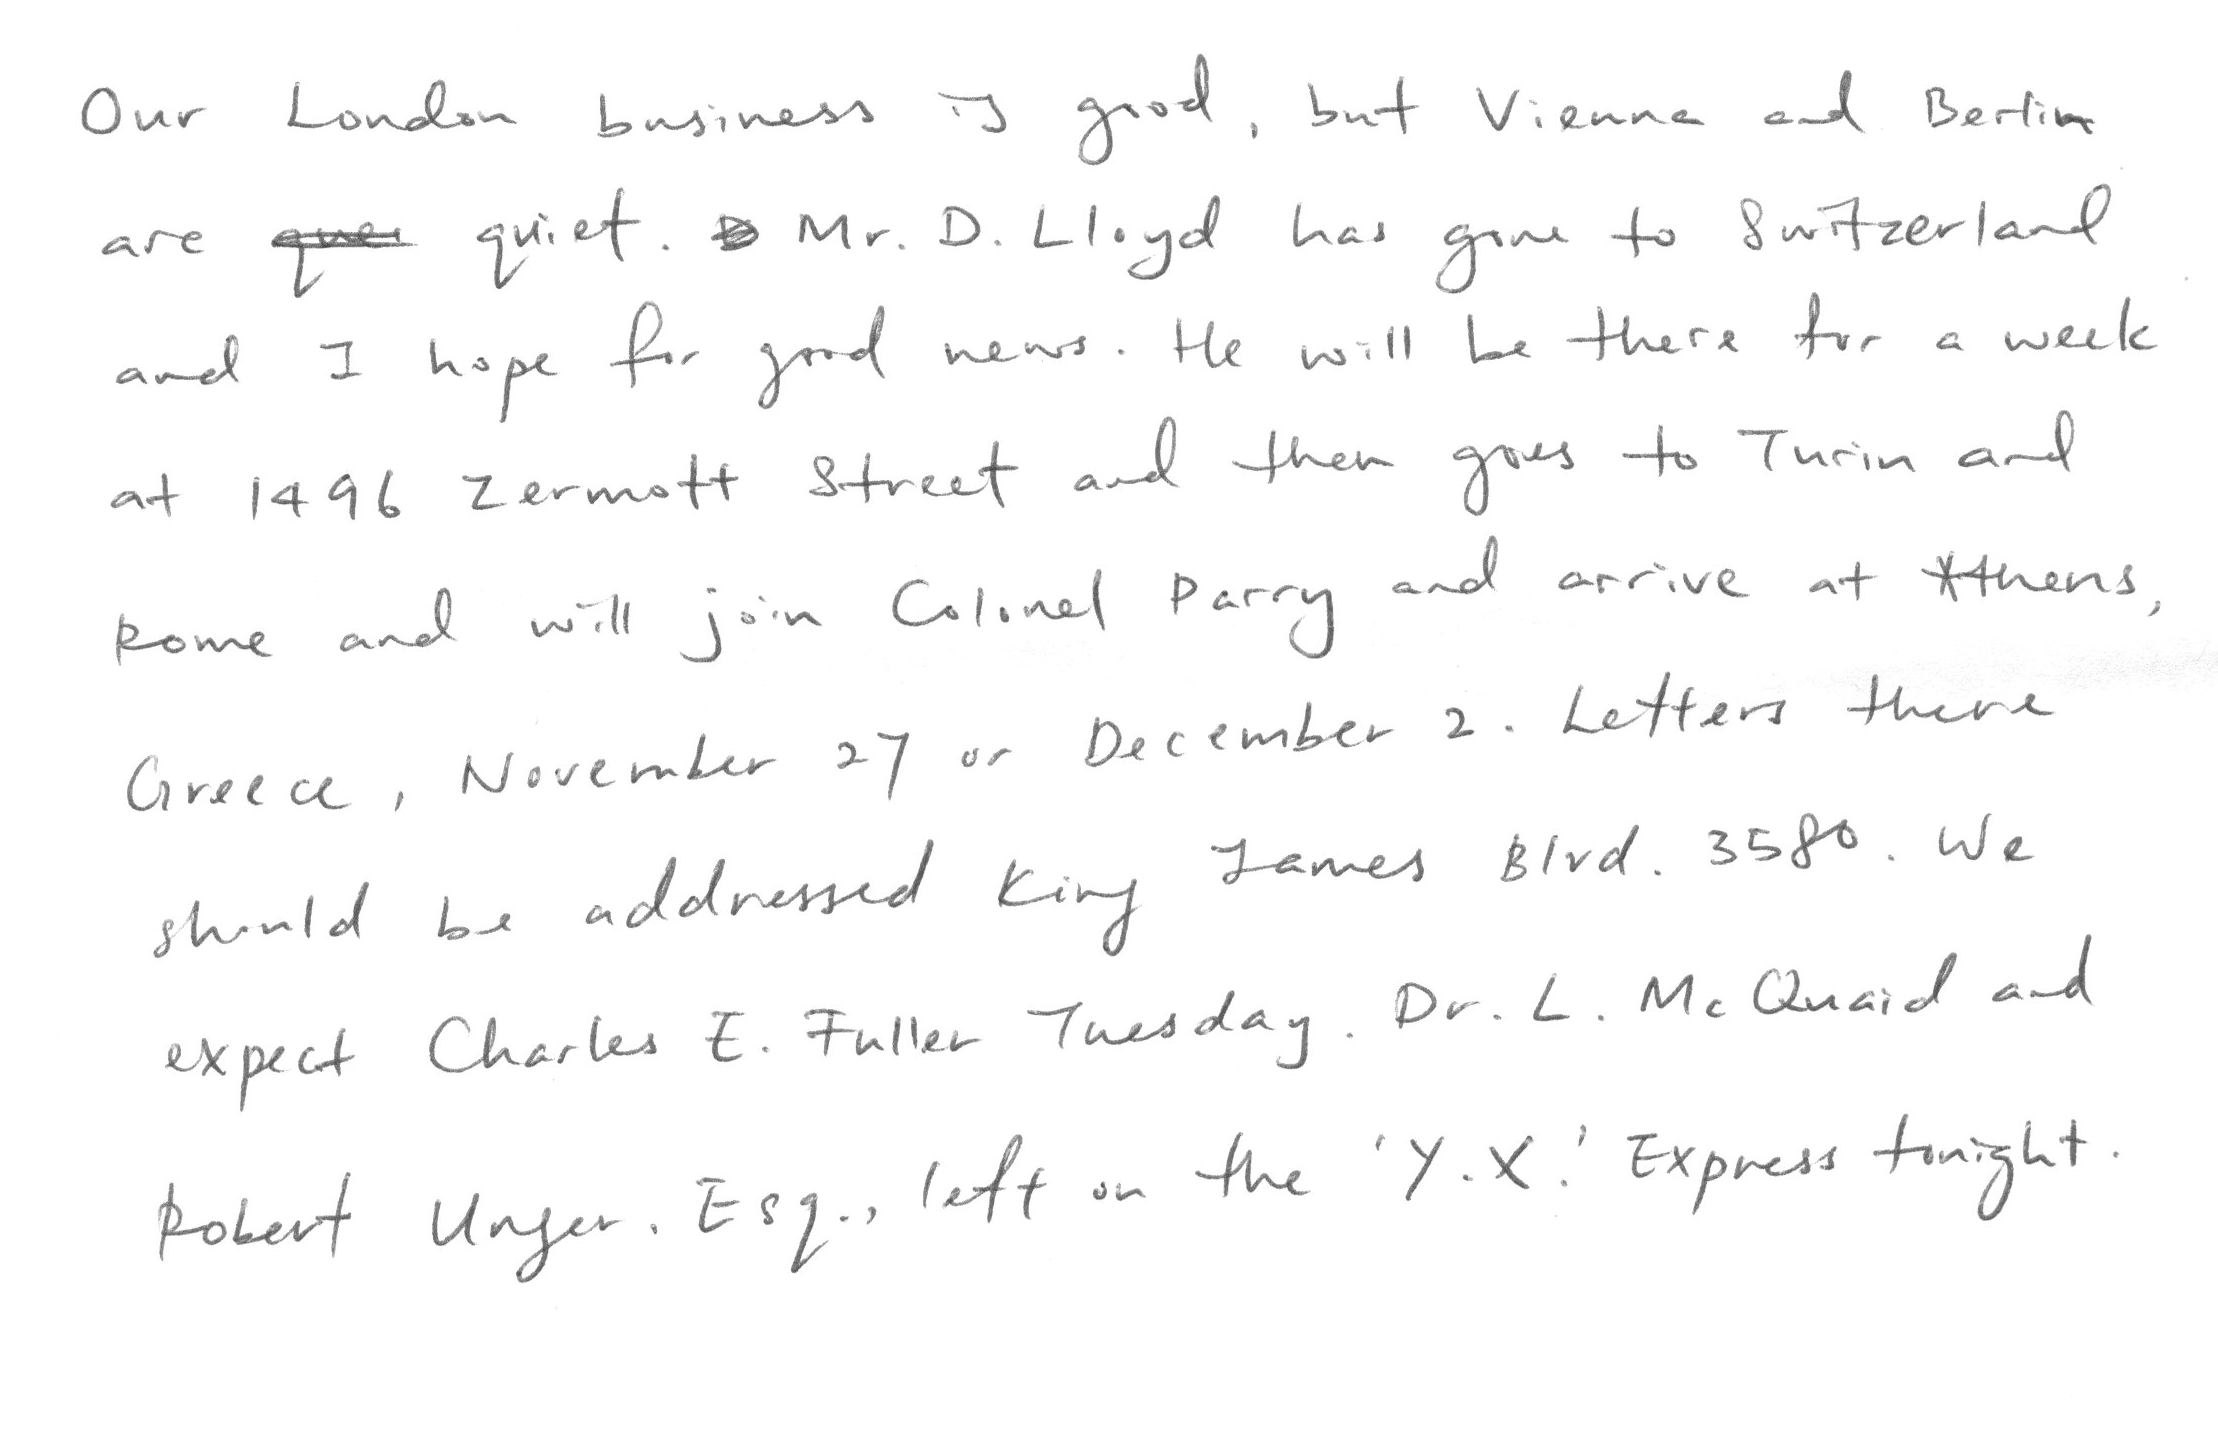 Our London business is good, but Vienna and Berlin
are quiet. Mr. D. Lloyd has gone to Switzerland
and I hope for good news. He will be there for a week
at 1496 Zermott Street and then goes to Turin and
Rome and will join Colonel Parry and arrive at Athens,
Greece, November 27 or December 2. Letters there
should be addressed King James Blvd. 3580. We
expect Charles E. Fuller Tuesday. Dr. L. McQuaid and
Robert Unger. Esq., left on the 'Y.X.' Express tonight.